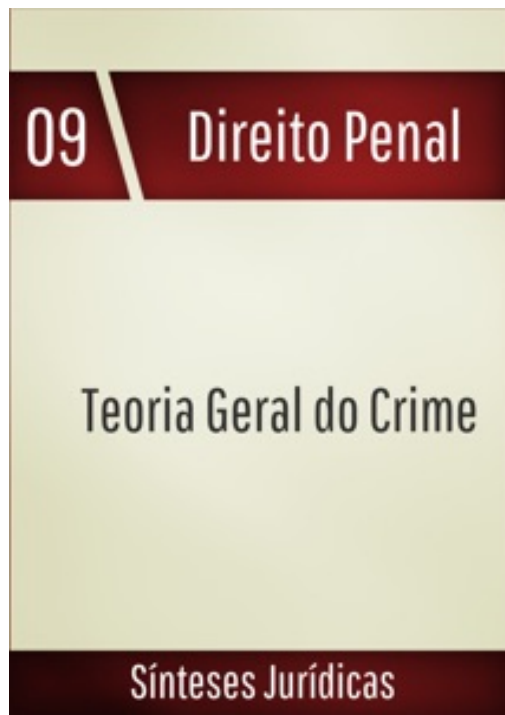 09 Direito Penal
Teoria Geral do Crime
Sínteses Jurídicas